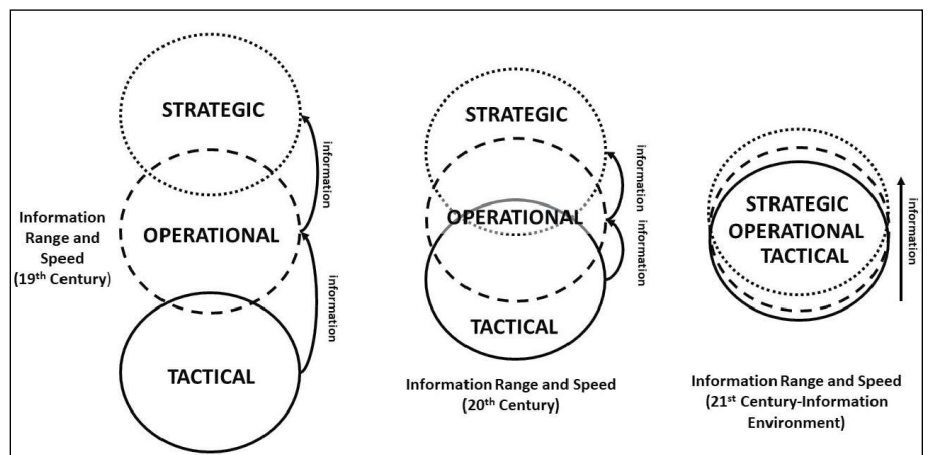 STRATEGIC
information
OPERATIONAL
information
TACTICAL
Information
Range and
Speed
(19th Century)
STRATEGIC
information
OPERATIONAL
information
TACTICAL
Information Range and Speed
(20th Century)
STRATEGIC
OPERATIONAL
TACTICAL
information
Information Range and Speed
(21st Century-Information
Environment)